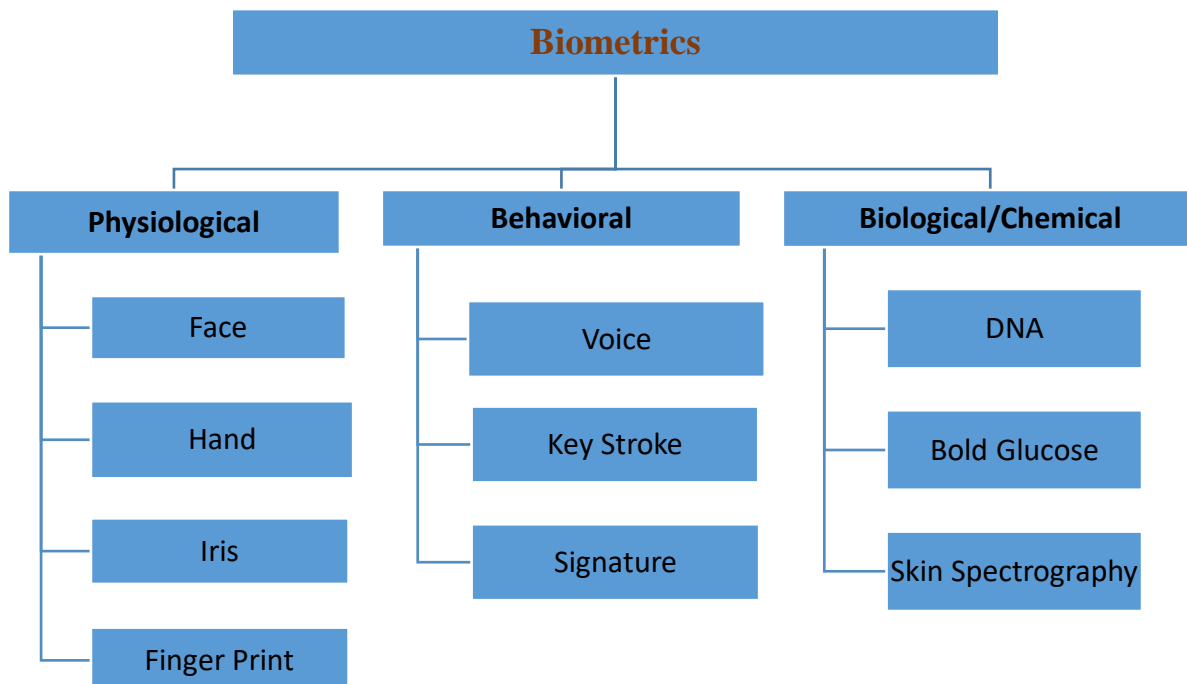 Biometrics
Physiological
Face
Hand
Iris
Finger Print
Behavioral
Voice
Key Stroke
Signature
Biological/Chemical
DNA
Bold Glucose
Skin Spectrography